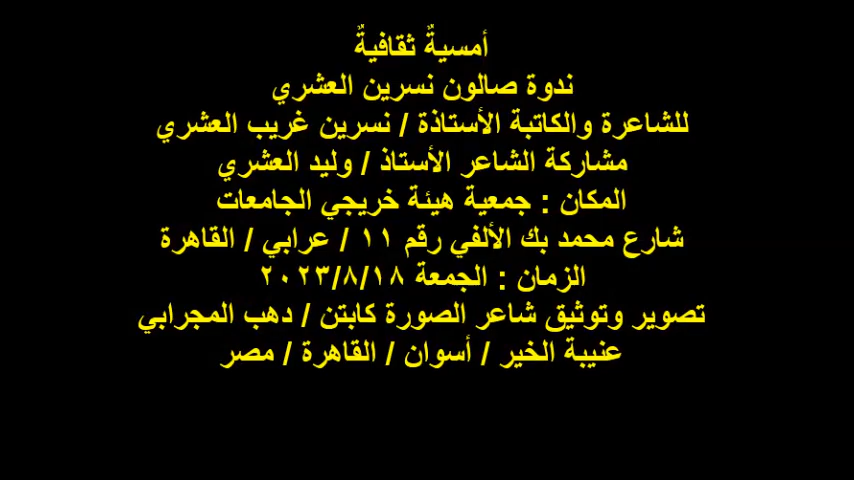 أمسيةٌ ثقافيةٌ
ندوة صالون نسرين العشري
للشاعرة والكاتبة الأستاذة / نسرين غريب العشري
مشاركة الشاعر الأستاذ / وليد العشري
المكان : جمعية هيئة خريجي الجامعات
شارع محمد بك الألفي رقم ١١ / عرابي / القاهرة
الزمان : الجمعة ٢٠٢٣/٨/١٨
تصوير وتوثيق شاعر الصورة كابتن / دهب المجرابي
عنيبة الخير / أسوان / القاهرة / مصر